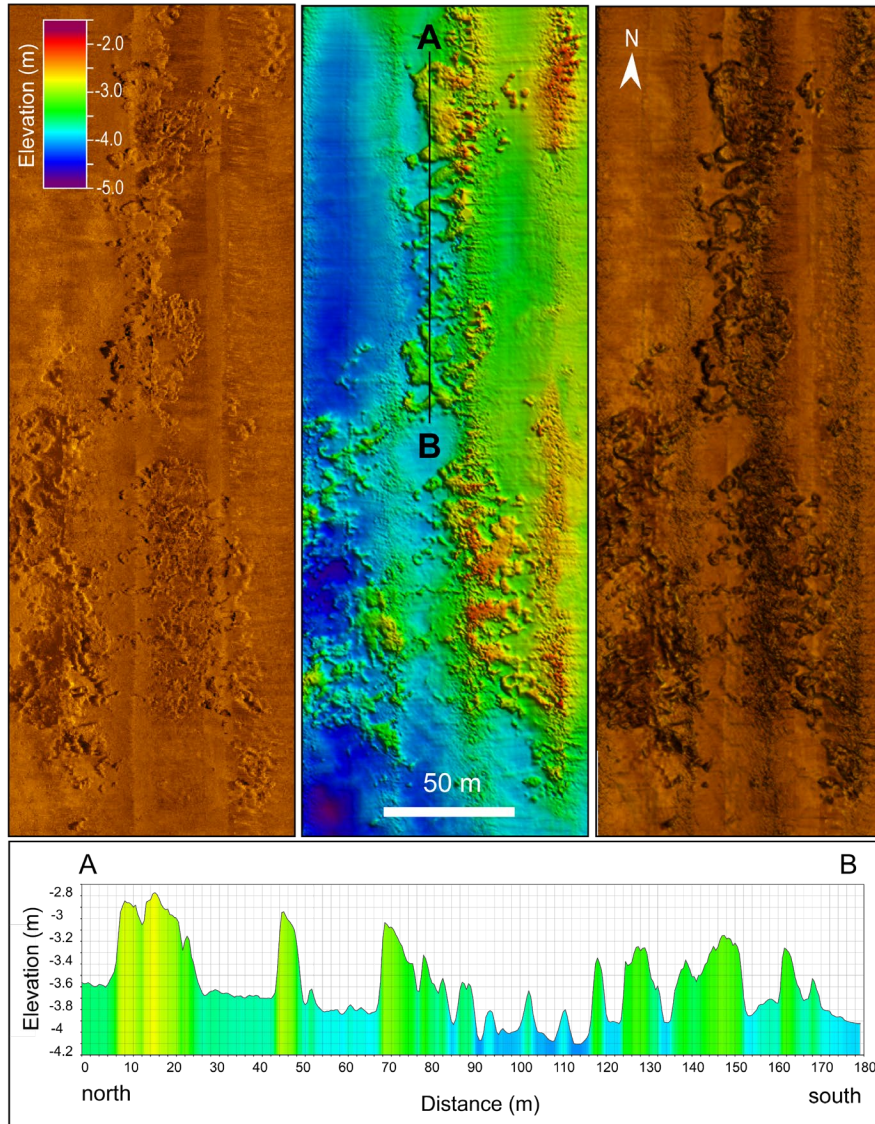 Elevation (m)
-2.0
-3.0
-4.0
-5.0
A
B
50 m
N
A
B
Elevation (m)
-2.8
-3
-3.2
-3.4
-3.6
-3.8
-4
-4.2
0 10 20 30 40 50 60 70 80 90 100 110 120 130 140 150 160 170 180
north
Distance (m)
south